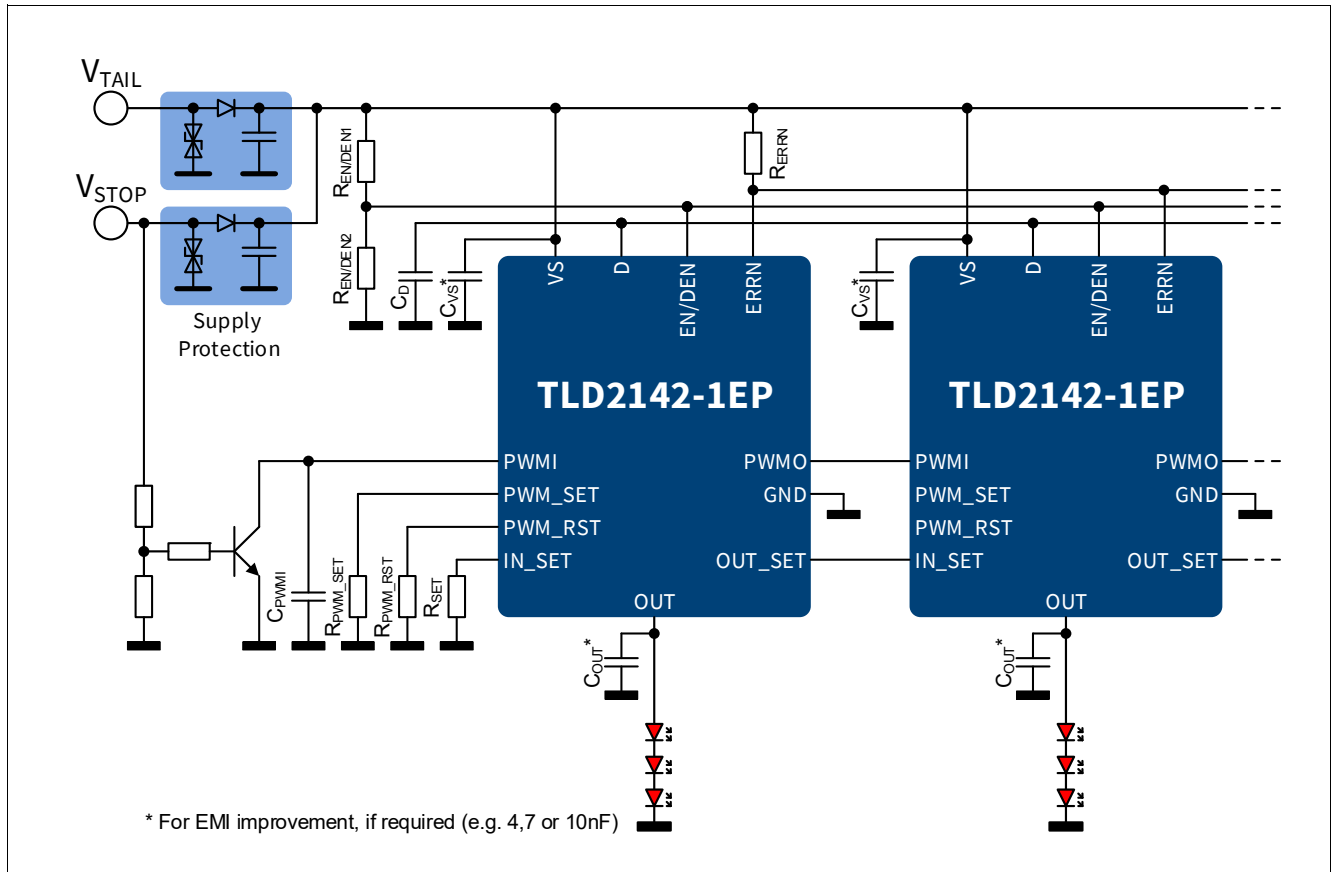 VTAIL
VSTOP
Supply
Protection
REN/DEN1
REN/DEN2
CD
CVS*
RERRN
CVS*
VS
D
EN/DEN
ERRN
VS
D
EN/DEN
ERRN
TLD2142-1EP
TLD2142-1EP
PWMI
PWMO
PWMI
PWMO
PWM_SET
GND
PWM_SET
GND
PWM_RST
PWM_RST
IN_SET
OUT_SET
IN_SET
OUT_SET
OUT
OUT
CPWMI
RPWM_SET
RPWM_RST
RSET
COUT*
COUT*
* For EMI improvement, if required (e.g. 4,7 or 10nF)